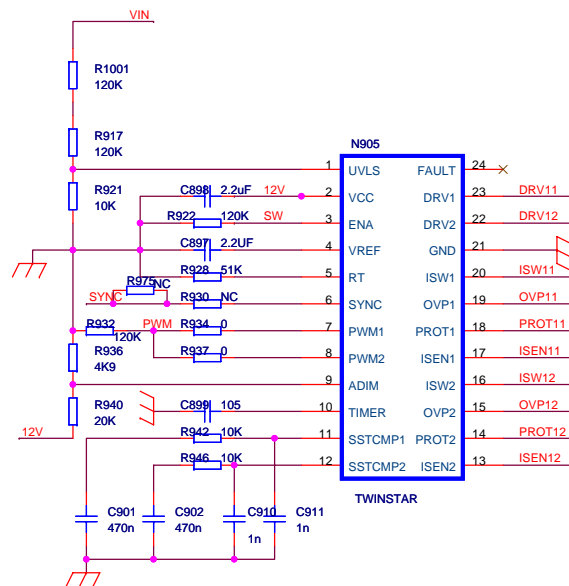 VIN
R1001
120K
R917
120K
R921
10K
N905
1 UVLS FAULT 24
C898 2.2uF 12V 2 VCC DRV1 23 DRV11
R922 120K SW 3 ENA DRV2 22 DRV12
C897 2.2UF 4 VREF GND 21
R928 51K 5 RT ISW1 20 ISW11
R975 NC
SYNC R930 NC 6 SYNC OVP1 19 OVP11
R932 120K PWM R934 0 7 PWM1 PROT1 18 PROT11
R936
4K9
R937 0 8 PWM2 ISEN1 17 ISEN11
9 ADIM ISW2 16 ISW12
R940
20K
12V
C899 105 10 TIMER OVP2 15 OVP12
R942 10K 11 SSTCMP1 PROT2 14 PROT12
R946 10K 12 SSTCMP2 ISEN2 13 ISEN12
TWINSTAR
C901
470n
C902
470n
C910
1n
C911
1n